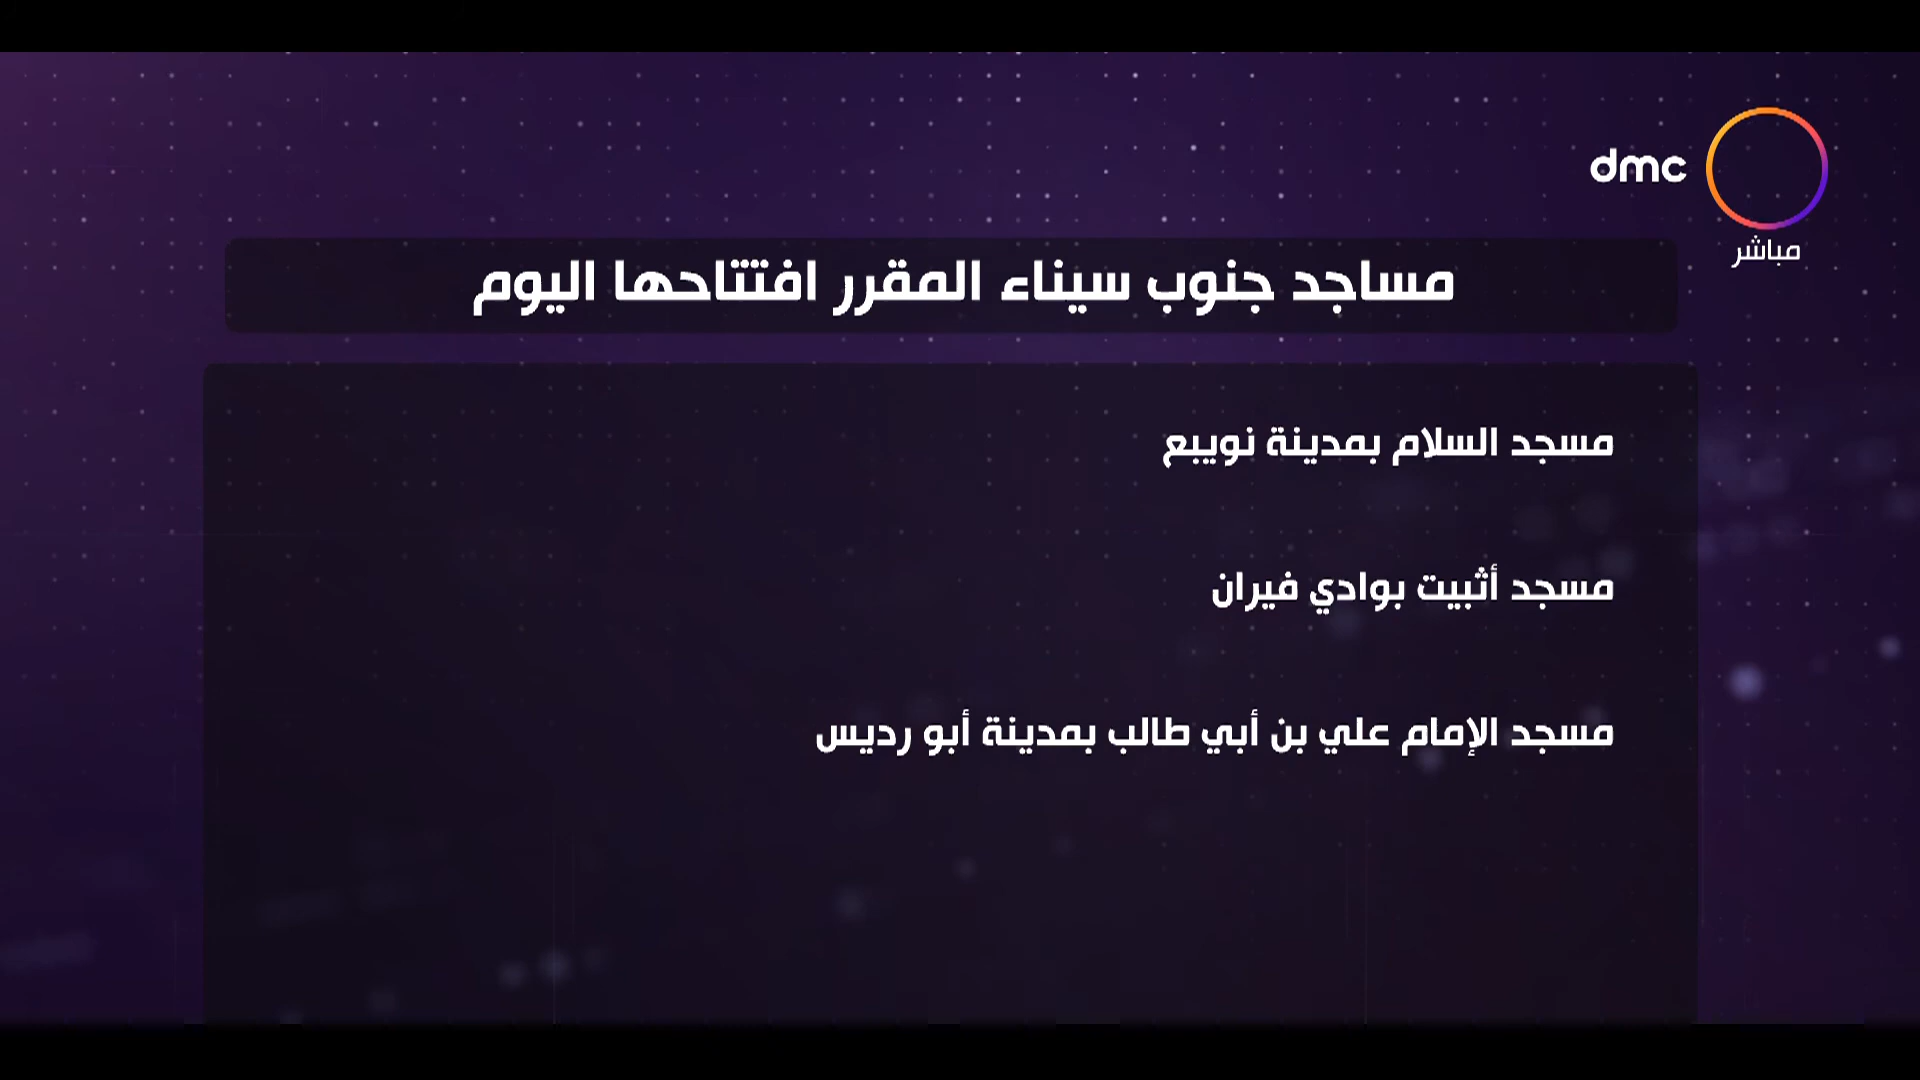 dmc
مباشر
مساجد جنوب سيناء المقرر افتتاحها اليوم
مسجد السلام بمدينة نويبع
مسجد أثبيت بوادي فيران
مسجد الإمام علي بن أبي طالب بمدينة أبو رديس